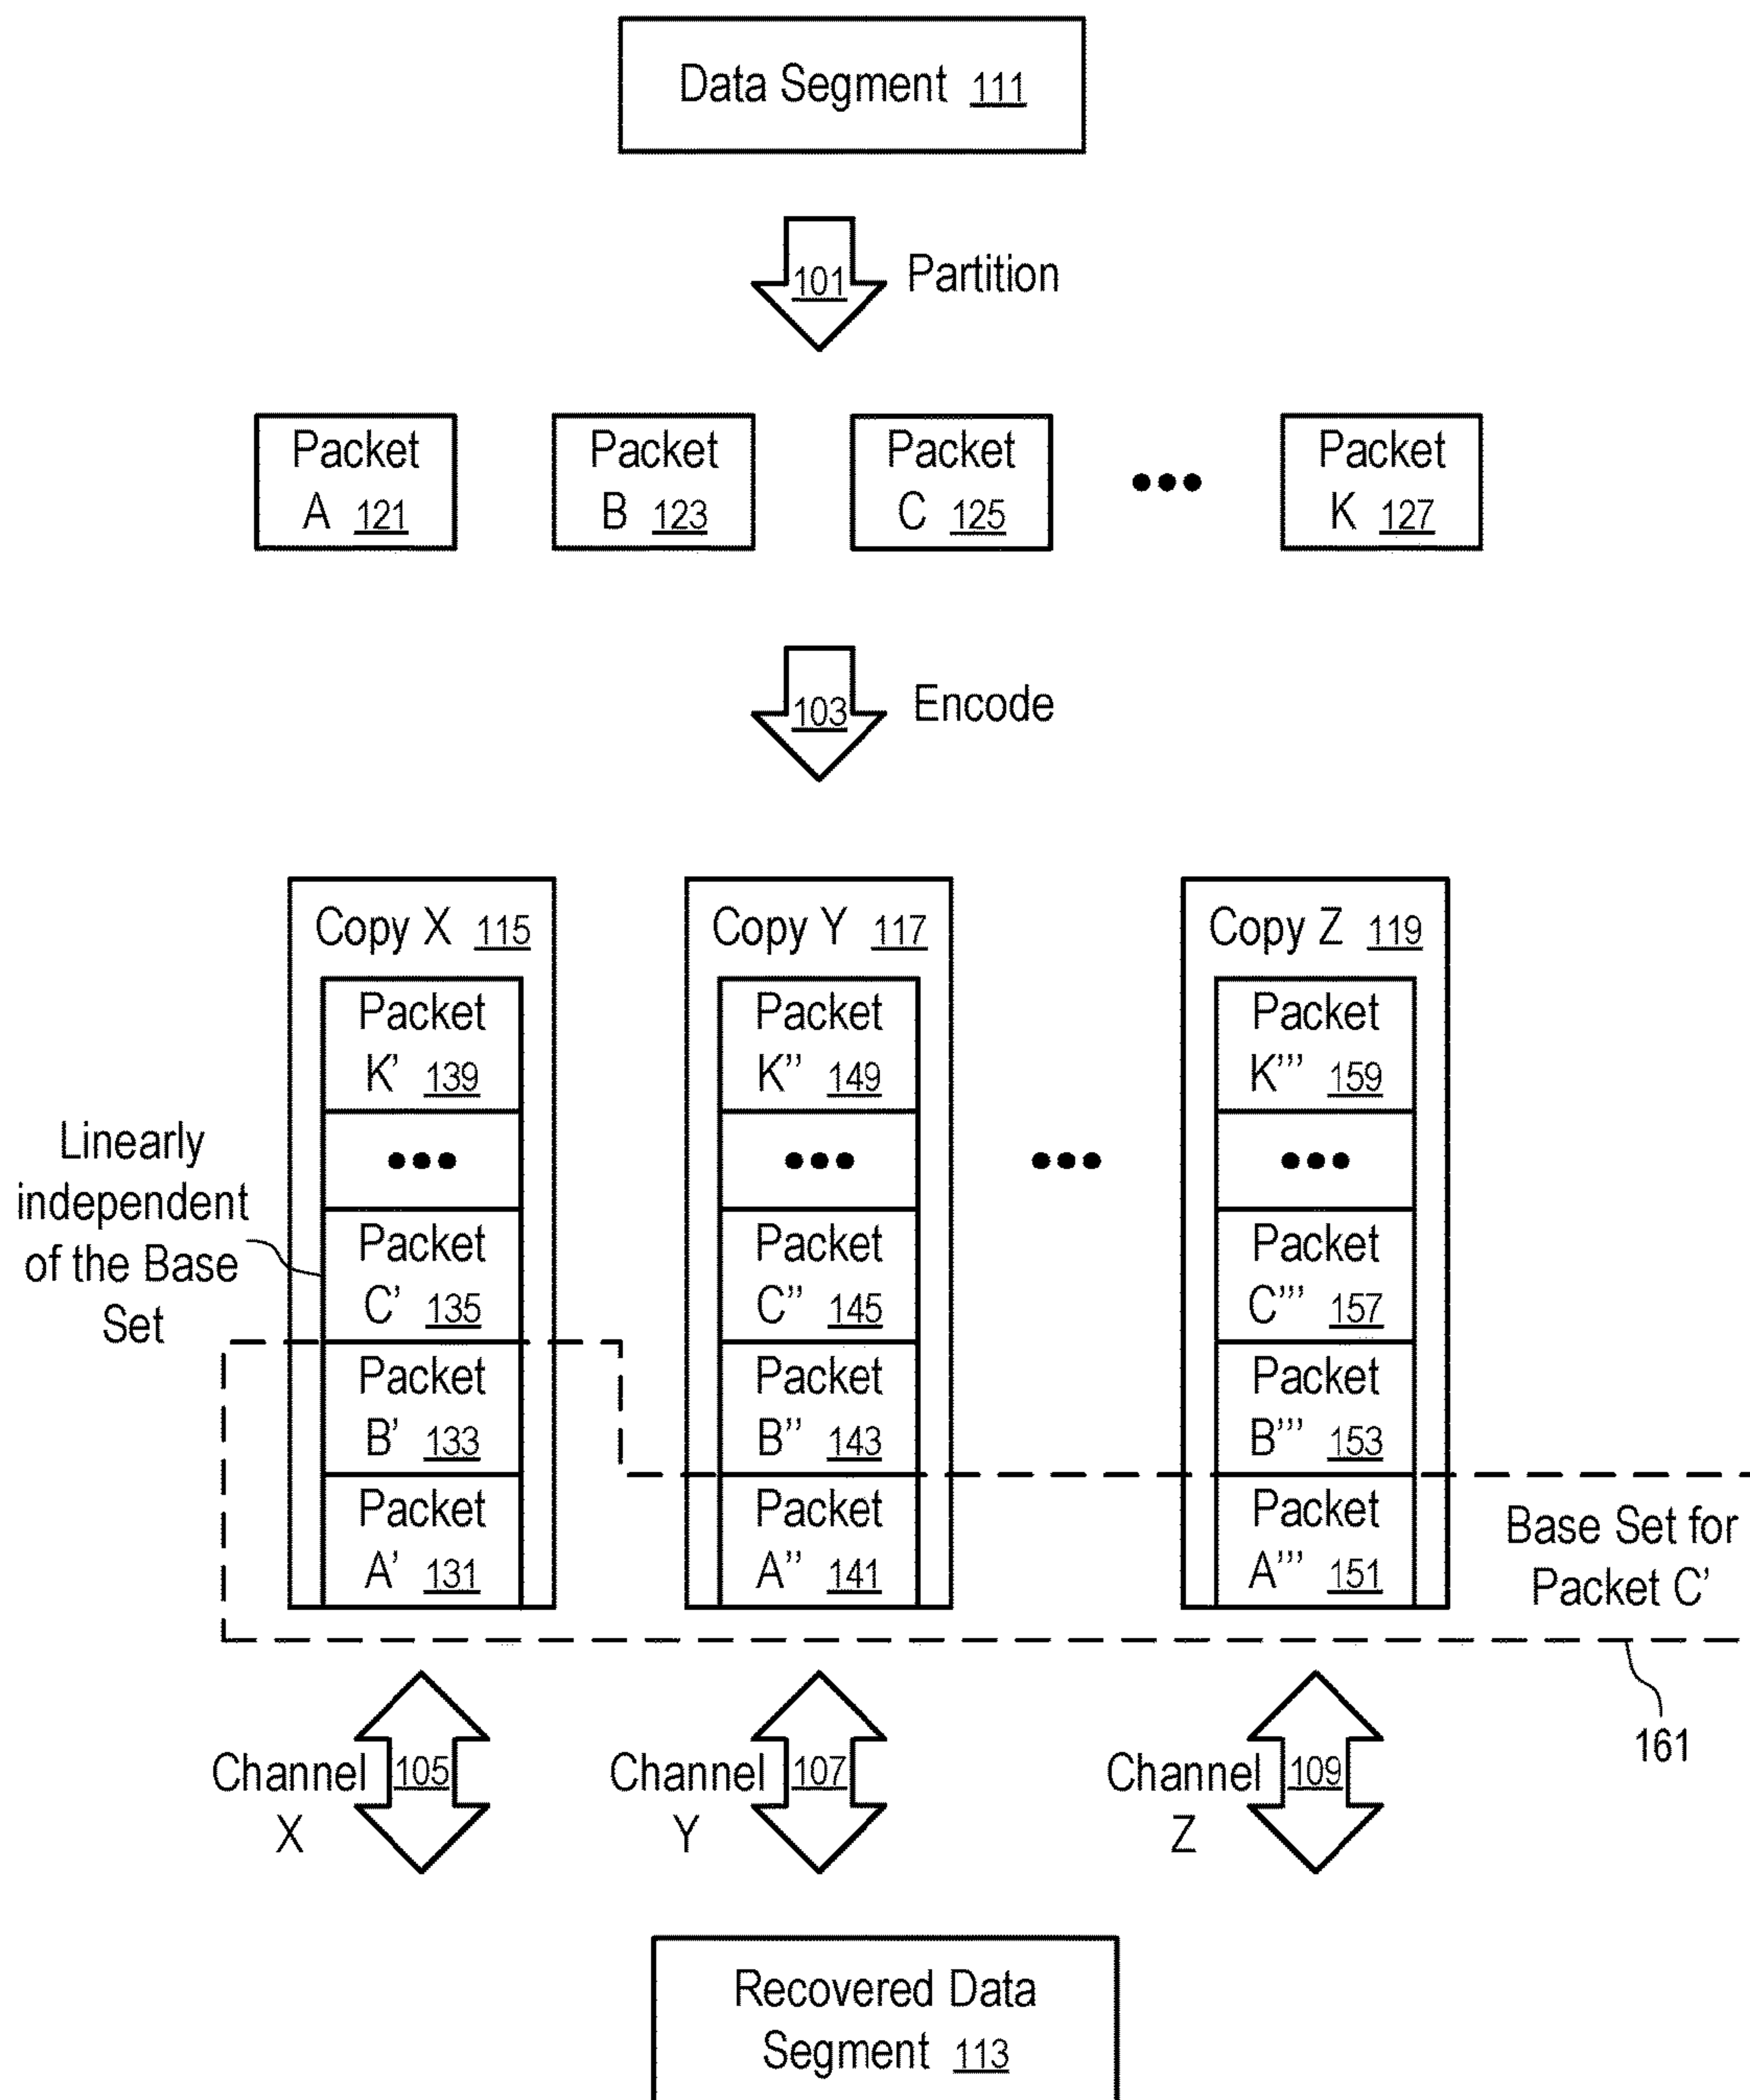 Data Segment 111
101 Partition
Packet
A 121
Packet
B 123
Packet
C 125
•••
Packet
K 127
103 Encode
Copy X 115
Packet
K' 139
•••
Packet
C' 135
Packet
B' 133
Packet
A' 131
Linearly
independent
of the Base
Set
Copy Y 117
Packet
K'' 149
•••
Packet
C'' 145
Packet
B'' 143
Packet
A'' 141
•••
Copy Z 119
Packet
K''' 159
•••
Packet
C''' 157
Packet
B''' 153
Packet
A''' 151
Base Set for
Packet C'
161
Channel 105
X
Channel 107
Y
Channel 109
Z
Recovered Data
Segment 113